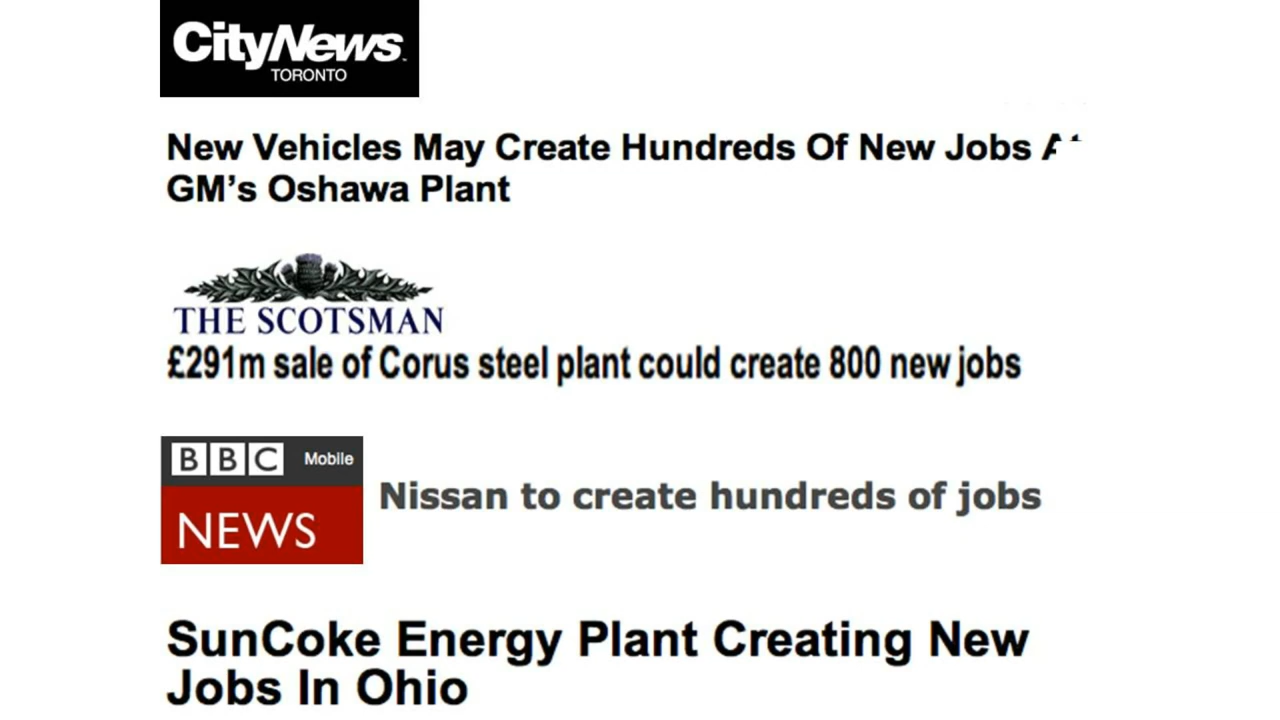 CityNews
TORONTO
New Vehicles May Create Hundreds Of New Jobs At
GM’s Oshawa Plant
THE SCOTSMAN
£291m sale of Corus steel plant could create 800 new jobs
BBC Mobile
NEWS
Nissan to create hundreds of jobs
SunCoke Energy Plant Creating New
Jobs In Ohio